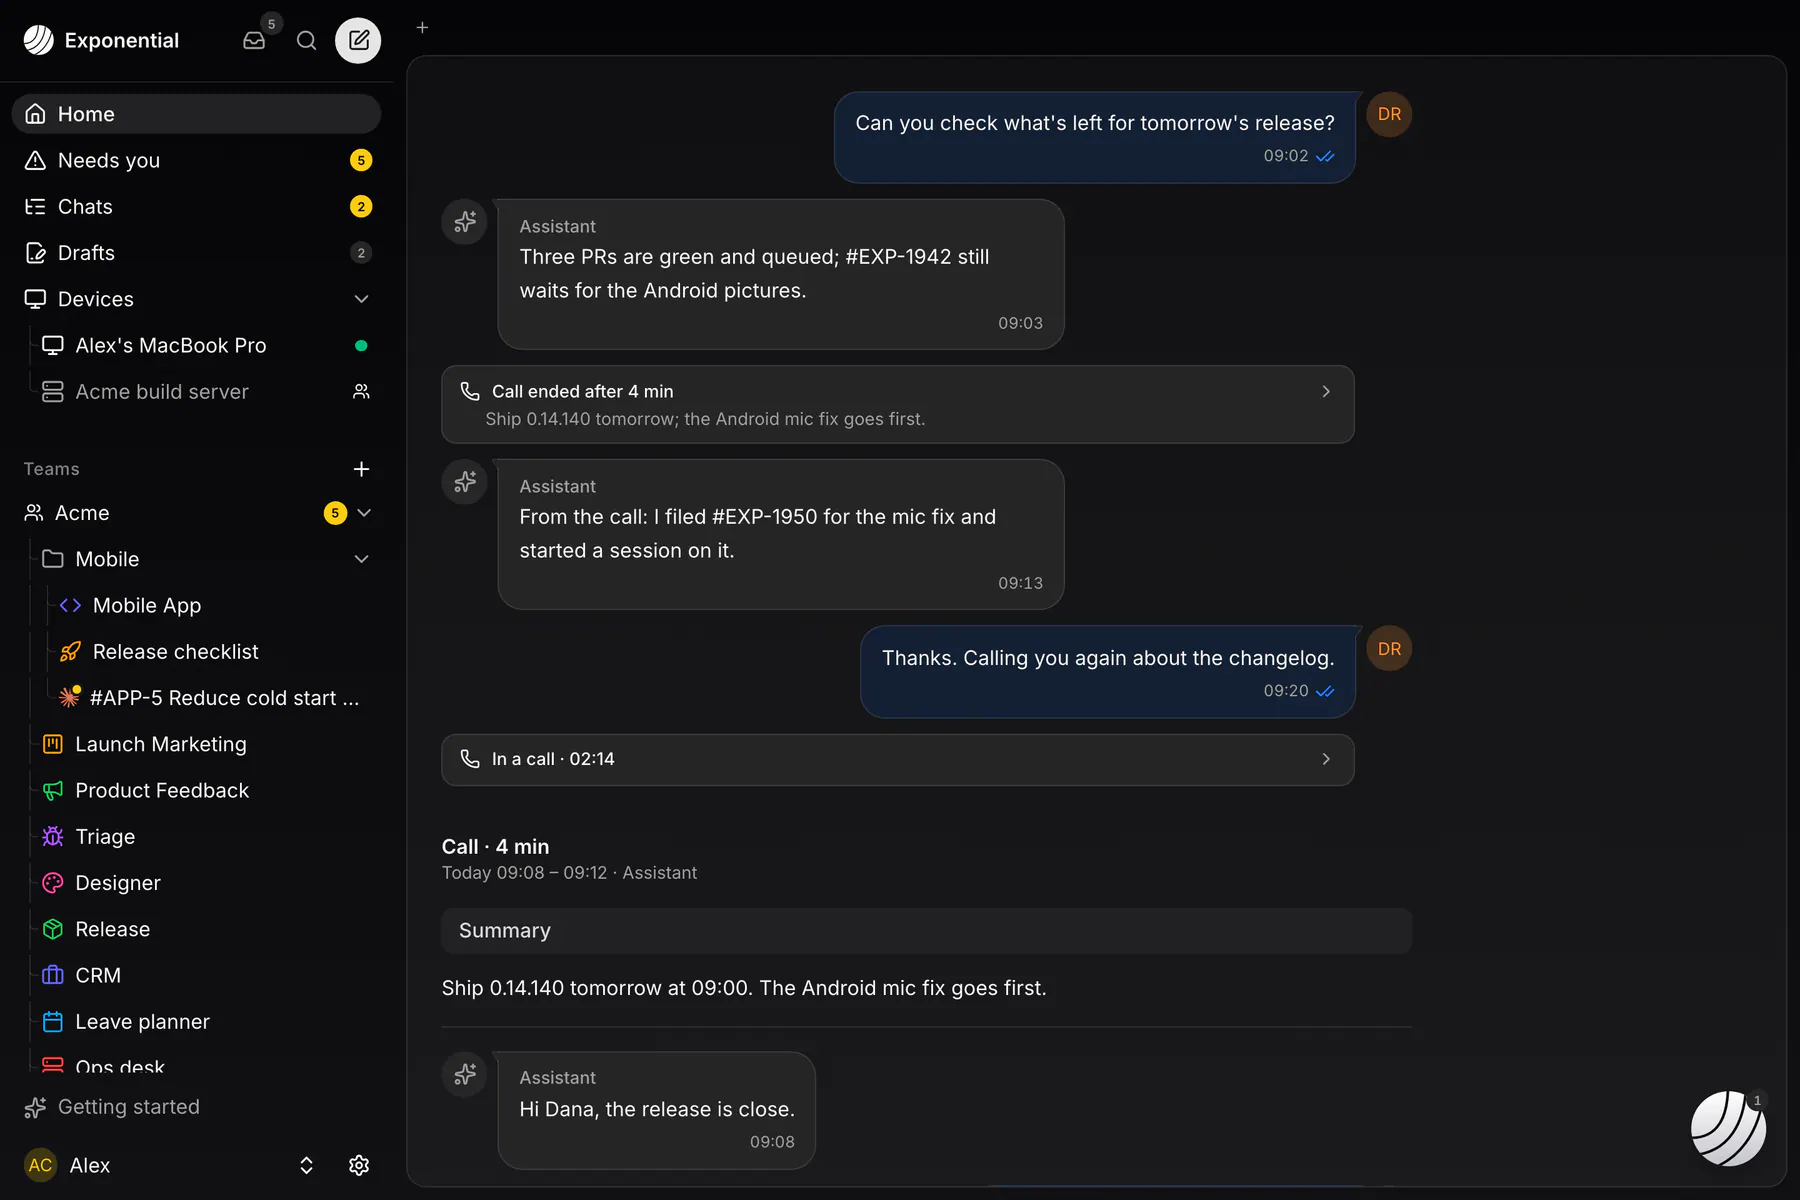 Exponential
5
Home
Needs you
5
Chats
2
Drafts
2
Devices
Alex's MacBook Pro
Acme build server
Teams
Acme
5
Mobile
Mobile App
Release checklist
#APP-5 Reduce cold start ...
Launch Marketing
Product Feedback
Triage
Designer
Release
CRM
Leave planner
Ops desk
Getting started
AC
Alex
Can you check what's left for tomorrow's release?
09:02
DR
Assistant
Three PRs are green and queued; #EXP-1942 still
waits for the Android pictures.
09:03
Call ended after 4 min
Ship 0.14.140 tomorrow; the Android mic fix goes first.
Assistant
From the call: I filed #EXP-1950 for the mic fix and
started a session on it.
09:13
Thanks. Calling you again about the changelog.
09:20
DR
In a call · 02:14
Call · 4 min
Today 09:08 – 09:12 · Assistant
Summary
Ship 0.14.140 tomorrow at 09:00. The Android mic fix goes first.
Assistant
Hi Dana, the release is close.
09:08
1